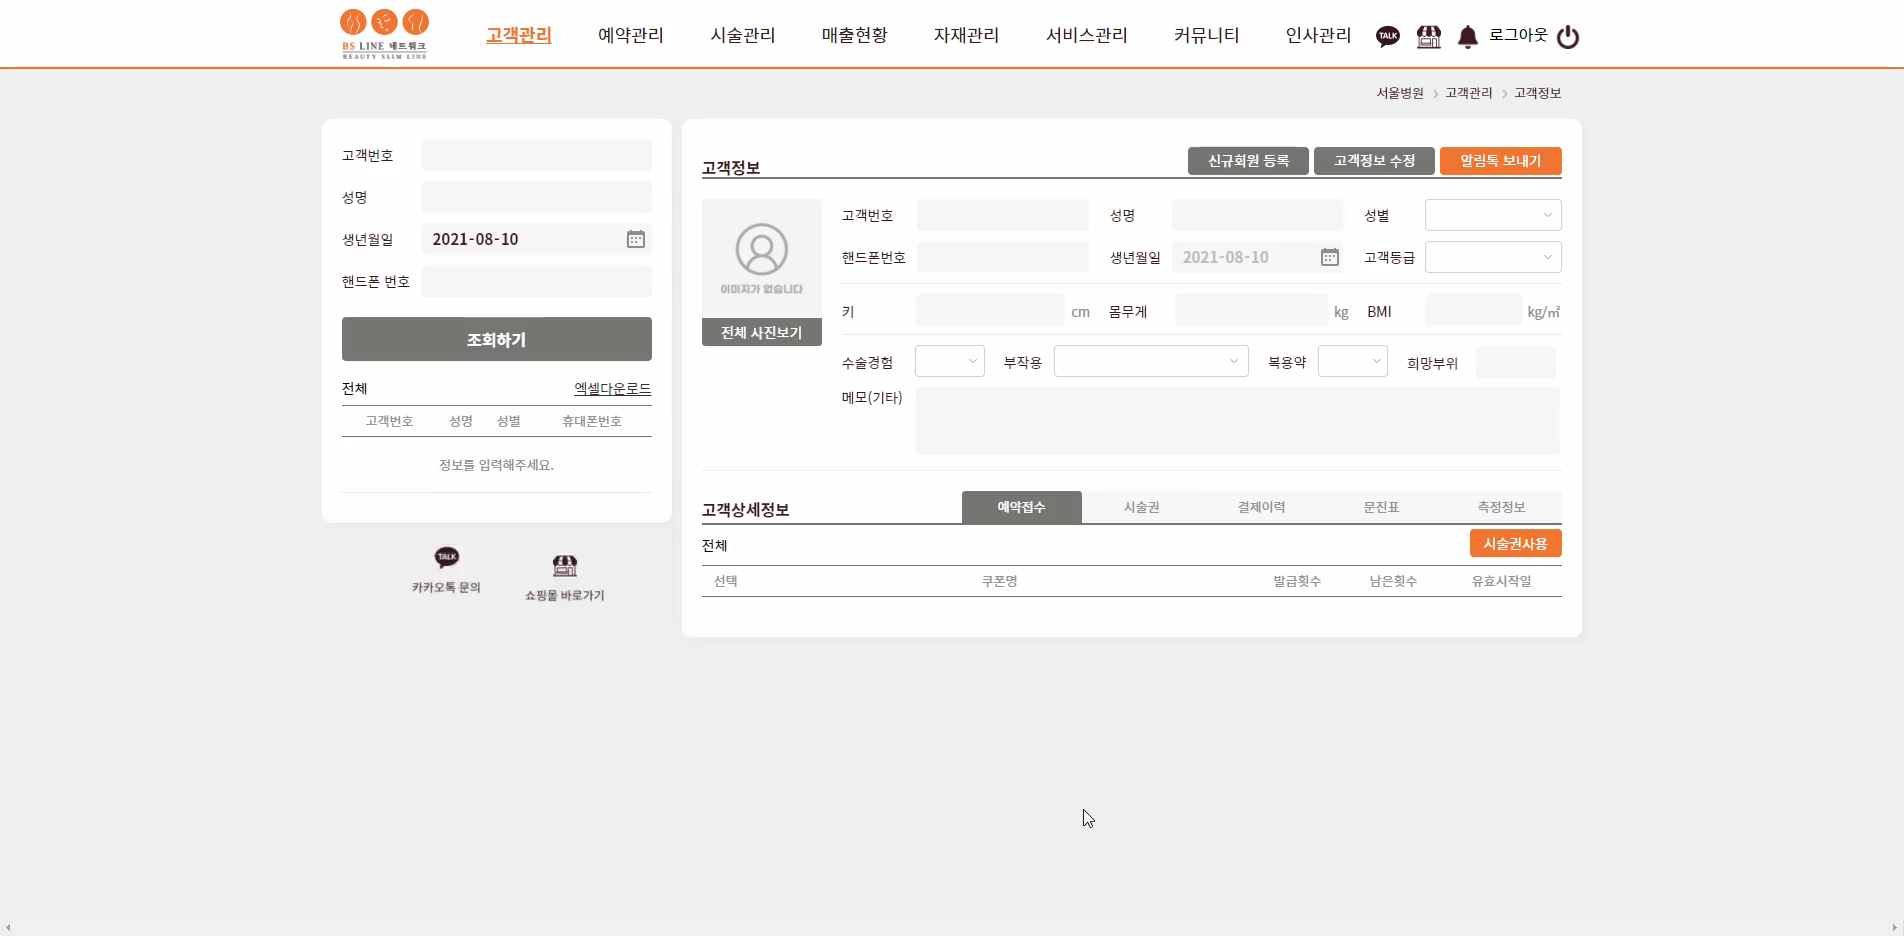 BS LINE 네트워크
BEAUTY SLIM LINE
고객관리 예약관리 시술관리 매출현황 자재관리 서비스관리 커뮤니티 인사관리 TALK 로그아웃
서울병원 > 고객관리 > 고객정보
고객번호
성명
생년월일 2021-08-10
핸드폰 번호
조회하기
전체 엑셀다운로드
고객번호 성명 성별 휴대폰번호
정보를 입력해주세요.
TALK
카카오톡 문의 쇼핑몰 바로가기
고객정보 신규회원 등록 고객정보 수정 알림톡 보내기
이미지가 없습니다
전체 사진보기
고객번호 성명 성별
핸드폰번호 생년월일 2021-08-10 고객등급
키 cm 몸무게 kg BMI kg/㎡
수술경험 부작용 복용약 희망부위
메모(기타)
고객상세정보 예약접수 시술권 결제이력 문진표 측정정보
전체 시술권사용
선택 쿠폰명 발급횟수 남은횟수 유효시작일